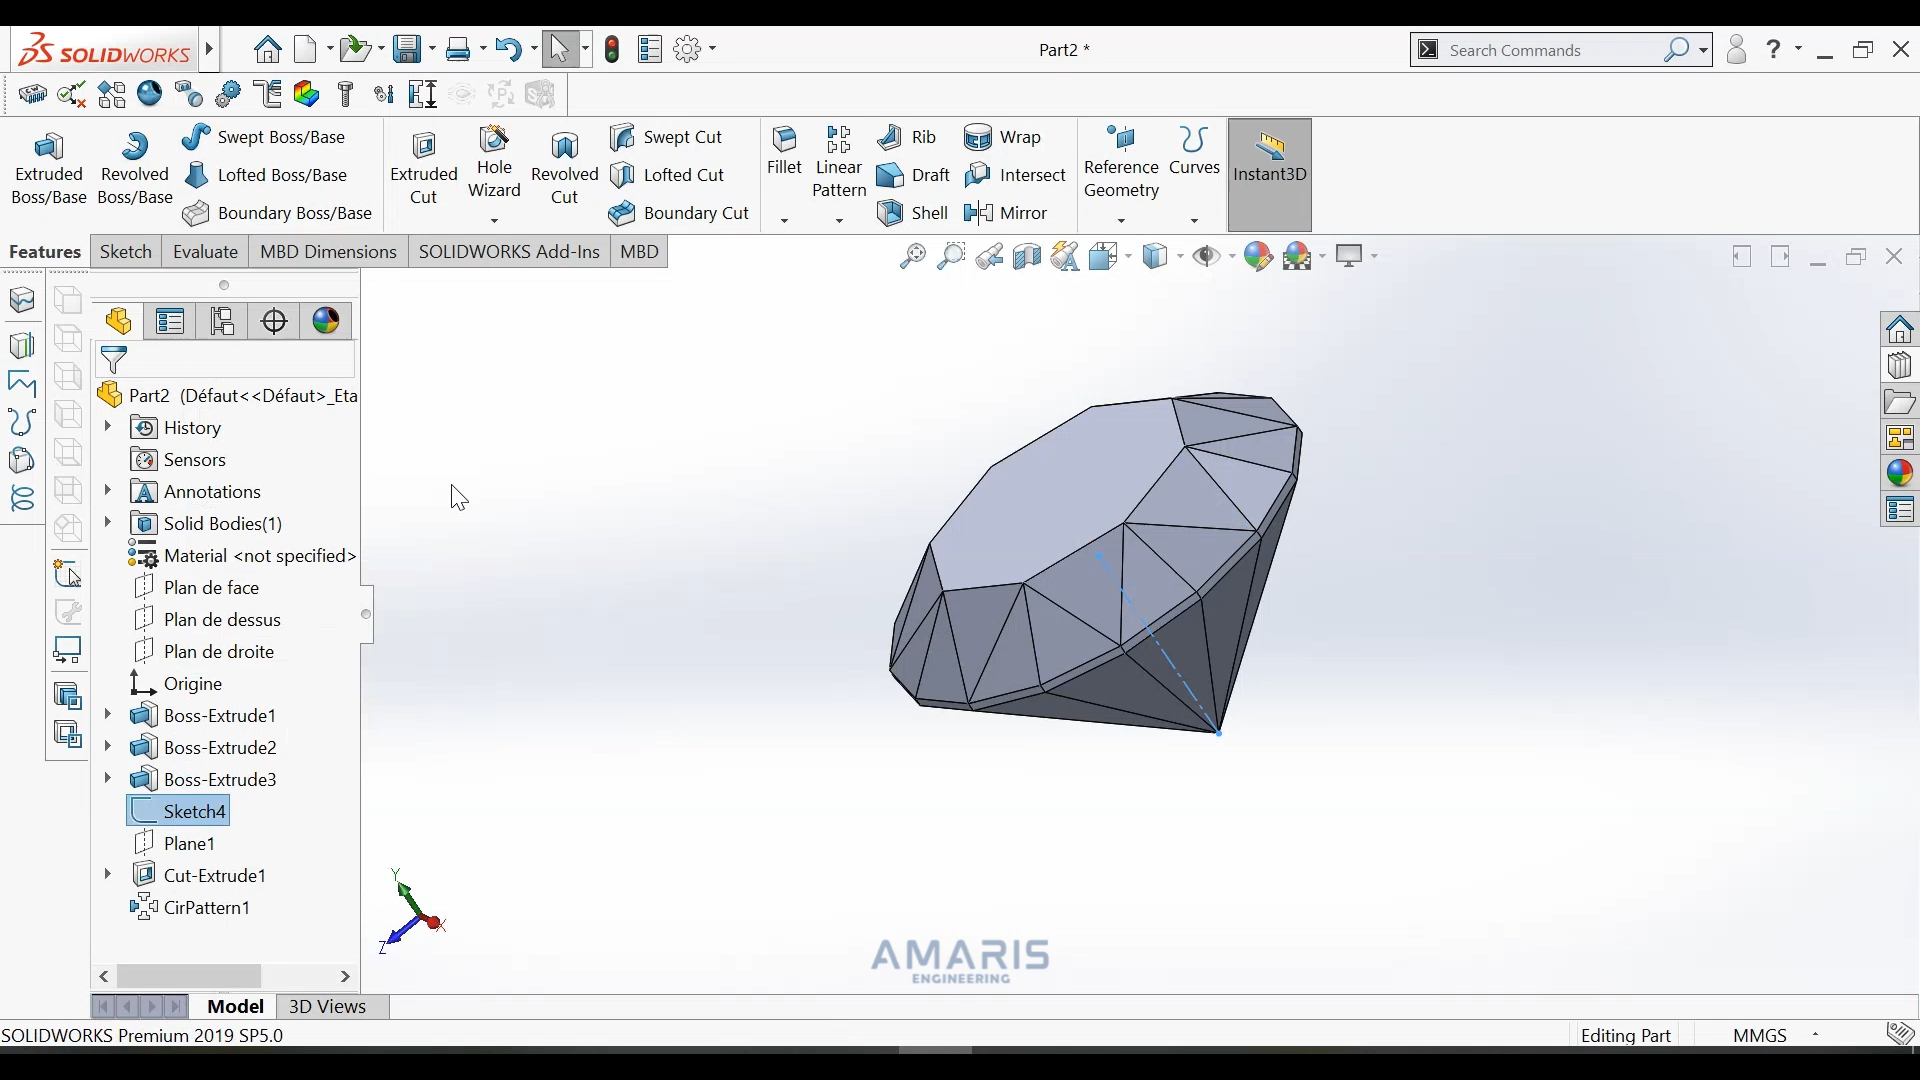 SOLIDWORKS
Part2 *
Search Commands
?
Extruded Boss/Base
Revolved Boss/Base
Swept Boss/Base
Lofted Boss/Base
Boundary Boss/Base
Extruded Cut
Hole Wizard
Revolved Cut
Swept Cut
Lofted Cut
Boundary Cut
Fillet
Linear Pattern
Rib
Draft
Shell
Wrap
Intersect
Mirror
Reference Geometry
Curves
Instant3D
Features
Sketch
Evaluate
MBD Dimensions
SOLIDWORKS Add-Ins
MBD
Part2 (Défaut<<Défaut>_Eta
History
Sensors
Annotations
Solid Bodies(1)
Material <not specified>
Plan de face
Plan de dessus
Plan de droite
Origine
Boss-Extrude1
Boss-Extrude2
Boss-Extrude3
Sketch4
Plane1
Cut-Extrude1
CirPattern1
Y
X
Z
AMARIS
ENGINEERING
Model
3D Views
SOLIDWORKS Premium 2019 SP5.0
Editing Part
MMGS